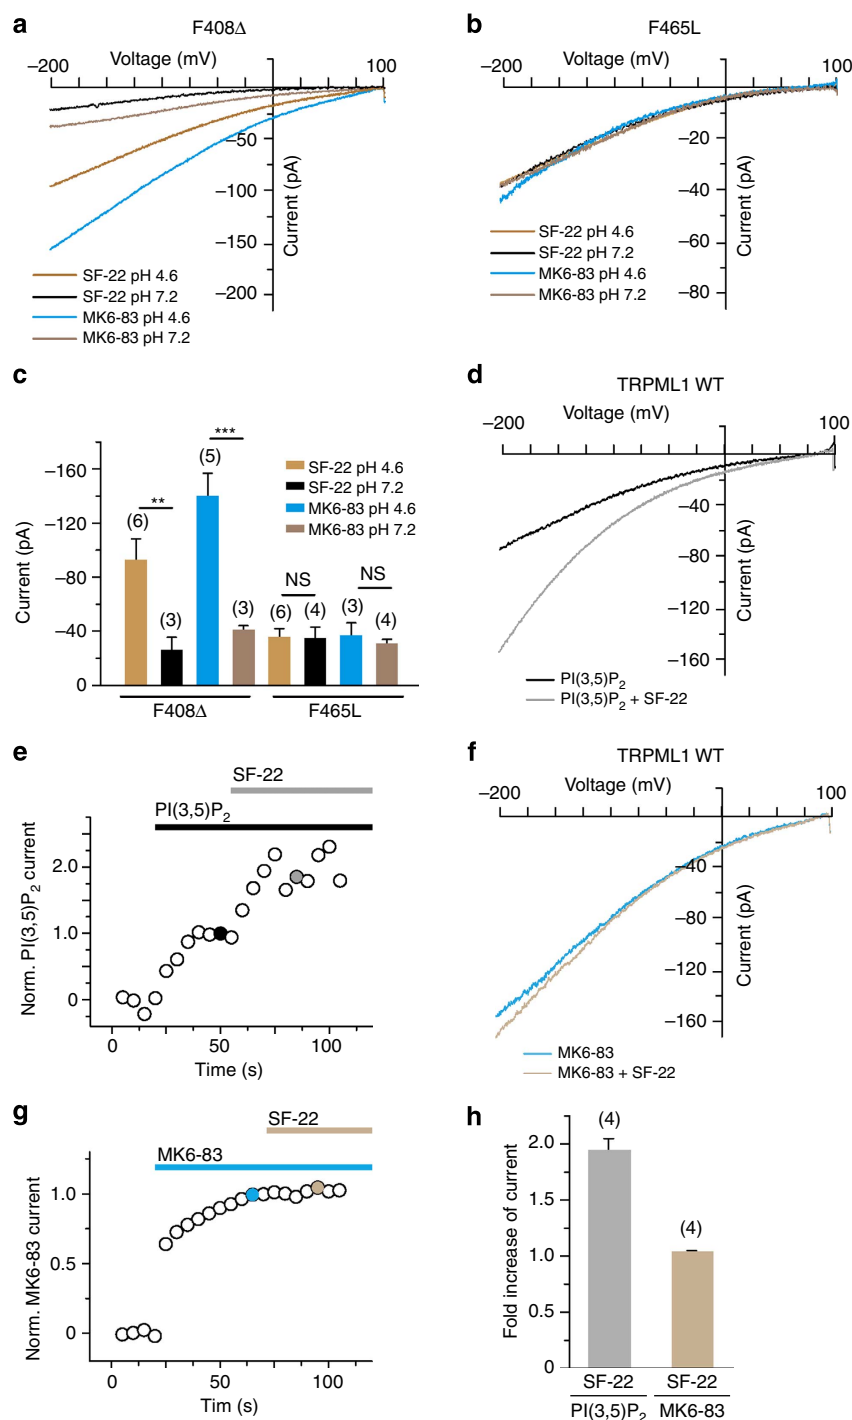 a
F408Δ
Voltage (mV)
–200
100
–50
–100
–150
–200
Current (pA)
SF-22 pH 4.6
SF-22 pH 7.2
MK6-83 pH 4.6
MK6-83 pH 7.2
b
F465L
Voltage (mV)
–200
100
–20
–40
–60
–80
Current (pA)
SF-22 pH 4.6
SF-22 pH 7.2
MK6-83 pH 4.6
MK6-83 pH 7.2
c
–160
–120
–80
–40
0
Current (pA)
(6)
**
(3)
(5)
***
(3)
(6)
NS
(4)
(3)
NS
(4)
SF-22 pH 4.6
SF-22 pH 7.2
MK6-83 pH 4.6
MK6-83 pH 7.2
F408Δ
F465L
d
TRPML1 WT
Voltage (mV)
–200
100
–40
–80
–120
–160
Current (pA)
PI(3,5)P2
PI(3,5)P2 + SF-22
e
SF-22
PI(3,5)P2
2.0
1.0
0
Norm. PI(3,5)P2 current
0
50
100
Time (s)
f
TRPML1 WT
Voltage (mV)
–200
100
–40
–80
–120
–160
Current (pA)
MK6-83
MK6-83 + SF-22
g
SF-22
MK6-83
1.0
0.5
0
Norm. MK6-83 current
0
50
100
Tim (s)
h
(4)
(4)
2.0
1.5
1.0
0.5
0
Fold increase of current
SF-22
SF-22
PI(3,5)P2
MK6-83